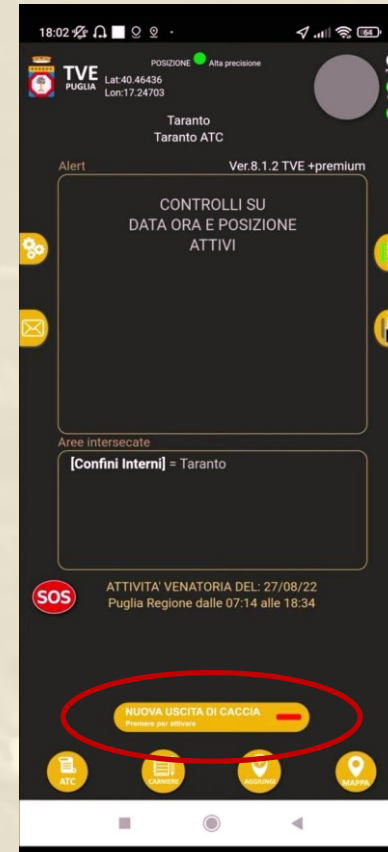 18:02
64
POSIZIONE Alta precisione
TVE
PUGLIA
Lat:40.46436
Lon:17.24703
Taranto
Taranto ATC
Alert
Ver.8.1.2 TVE +premium
CONTROLLI SU
DATA ORA E POSIZIONE
ATTIVI
Aree intersecate
[Confini Interni] = Taranto
SOS
ATTIVITA' VENATORIA DEL: 27/08/22
Puglia Regione dalle 07:14 alle 18:34
NUOVA USCITA DI CACCIA
Premere per attivare
ATC
CARNIERE
AGGIUNGI
MAPPA